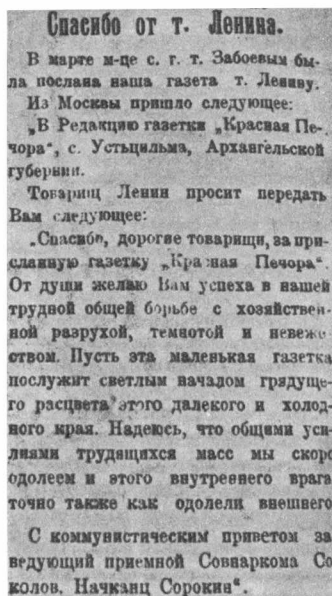 Спасибо от т. Ленина.
В марте м-це с. г. т. Забоевым бы-
ла послана наша газета т. Ленину.
Из Москвы пришло следующее:
„В Редакцию газетки „Красная Пе-
чора“, с. Устьцильма, Архангельской
губернии.
Товарищ Ленин просит передать
Вам следующее:
„Спасибо, дорогие товарищи, за при-
сланную газетку „Красная Печора“.
От души желаю Вам успеха в нашей
трудной общей борьбе с хозяйствен-
ной разрухой, темнотой и невеже-
ством. Пусть эта маленькая газетка
послужит светлым началом грядуще-
го расцвета этого далекого и холод-
ного края. Надеюсь, что общими уси-
лиями трудящихся масс мы скоро
одолеем и этого внутреннего врага
точно также как одолели внешнего
С коммунистическим приветом за
ведующий приемной Совнаркома Со
колов. Начканц Сорокин“.